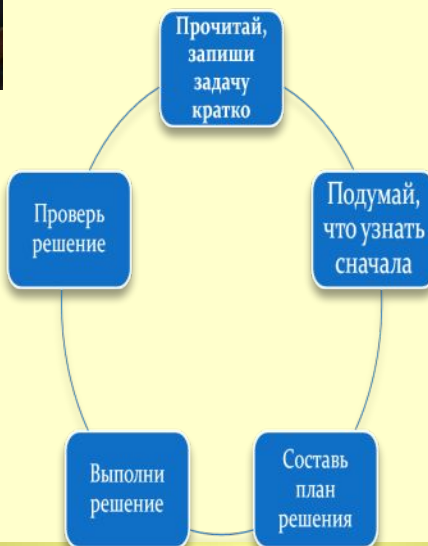 Прочитай,
запиши
задачу
кратко
Подумай,
что узнать
сначала
Составь
план
решения
Выполни
решение
Проверь
решение